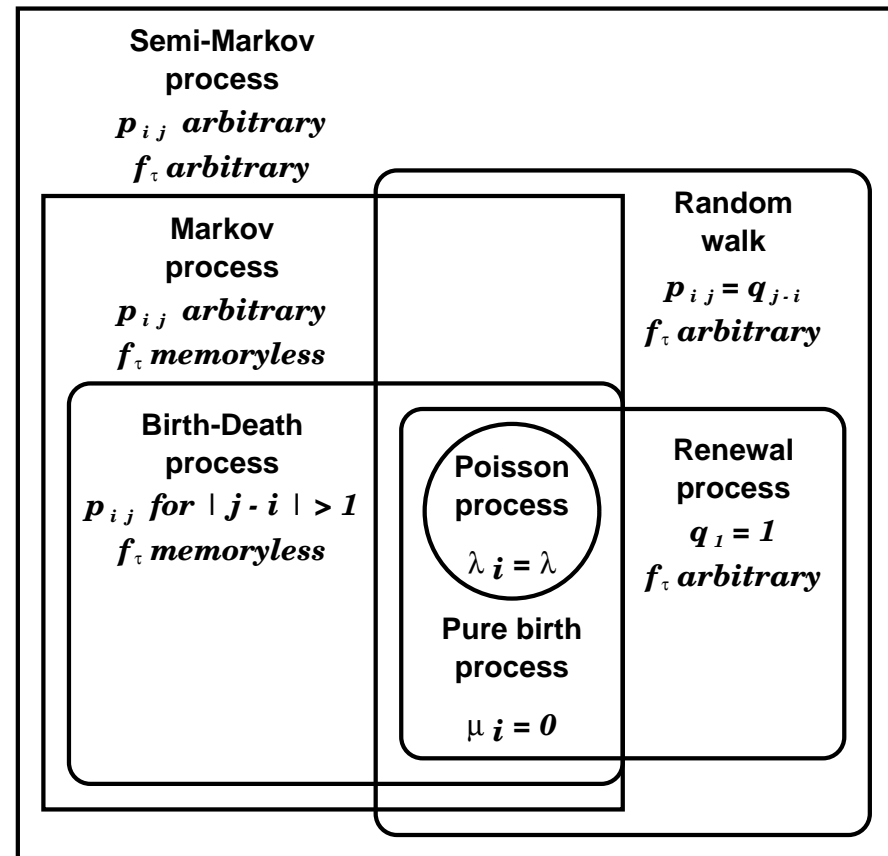 Semi-Markov
process
p i j arbitrary
f τ arbitrary
Markov
process
p i j arbitrary
f τ memoryless
Birth-Death
process
p i j for | j - i | > 1
f τ memoryless
Random
walk
p i j = q j-i
f τ arbitrary
Poisson
process
λ i = λ
Pure birth
process
μ i = 0
Renewal
process
q 1 = 1
f τ arbitrary